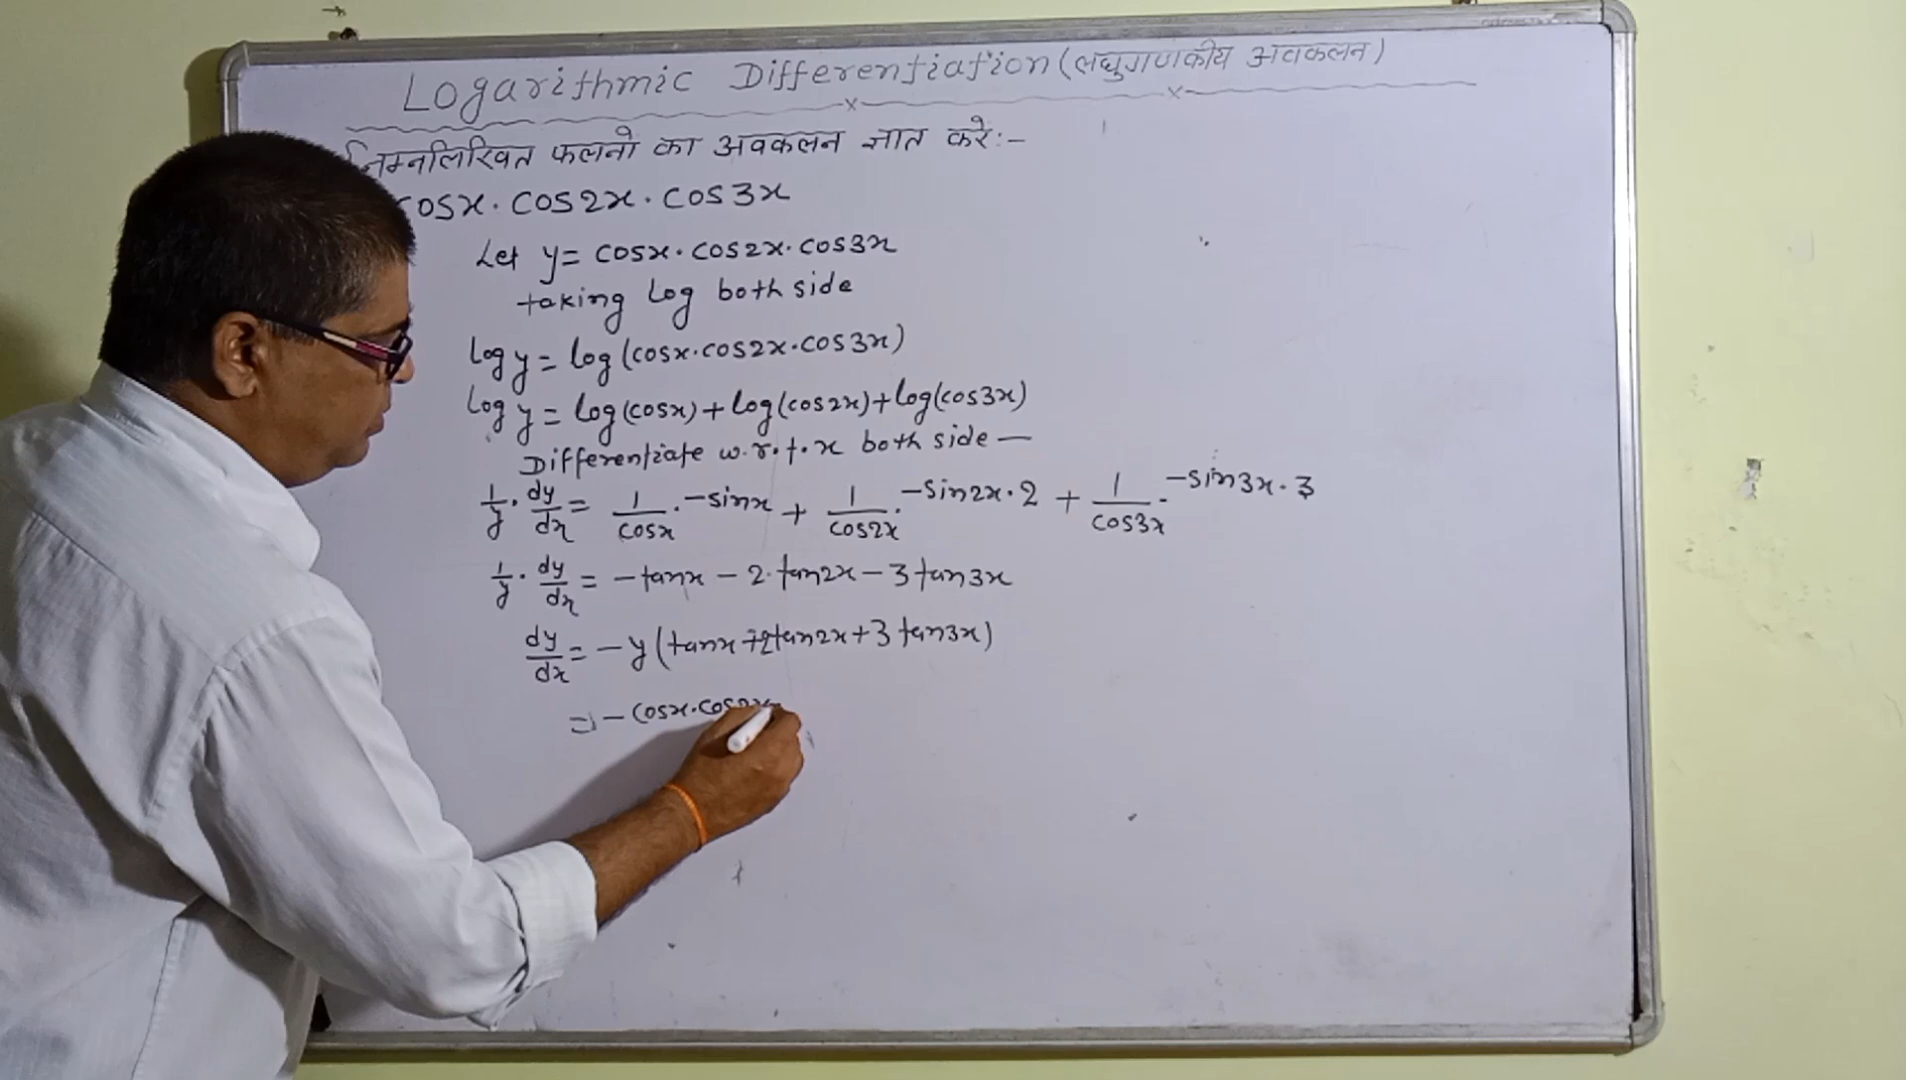 Logarithmic Differentiation (लघुगणकीय अवकलन)
निम्नलिखित फलनो का अवकलन ज्ञात करें:-
cosx. cos2x. cos3x
Let y = cosx.cos2x.cos3x
taking Log both side
Log y = log (cosx.cos2x.cos3x)
Log y = log (cosx) + log (cos2x) + log (cos3x)
Differentiate w.r.t.x both side —
1/y . dy/dx = 1/cosx . -sinx + 1/cos2x . -sin2x.2 + 1/cos3x . -sin3x.3
1/y . dy/dx = -tanx - 2.tan2x - 3 tan3x
dy/dx = -y (tanx + 2tan2x + 3 tan3x)
= - cosx.cos2x